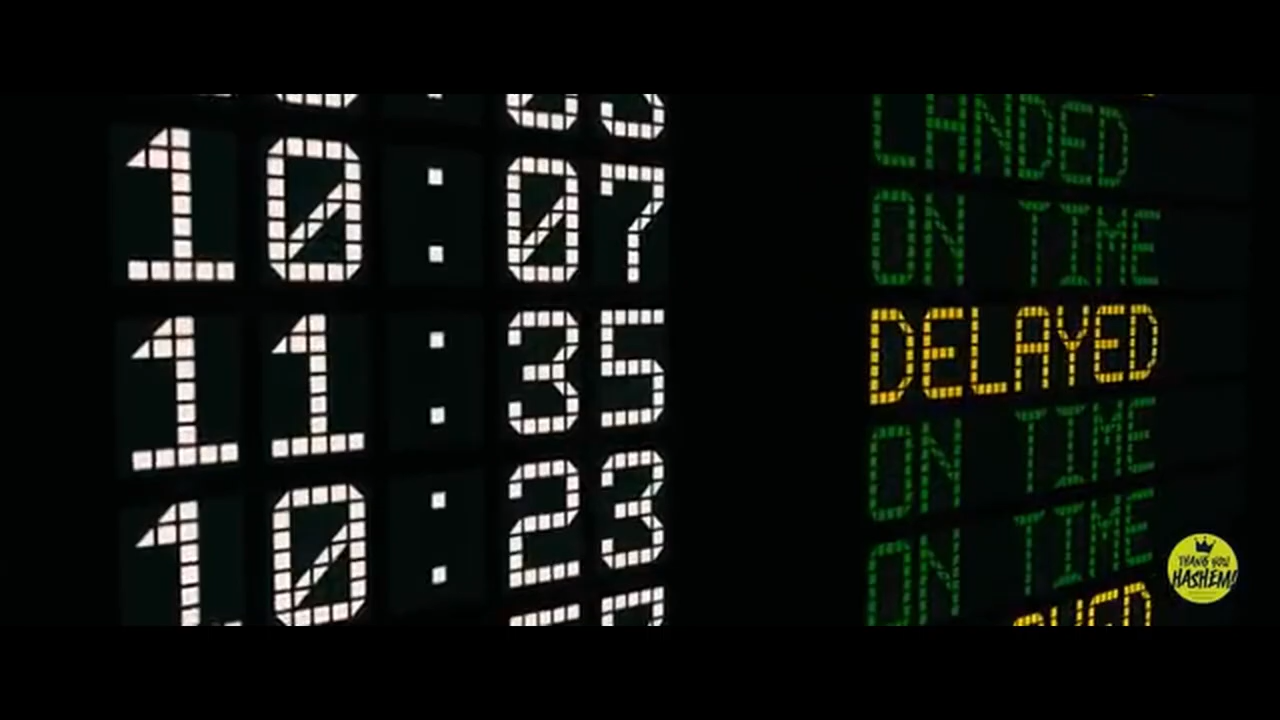 LANDED
10:07 ON TIME
11:35 DELAYED
10:23 ON TIME
ON TIME
THANK YOU
HASHEM!